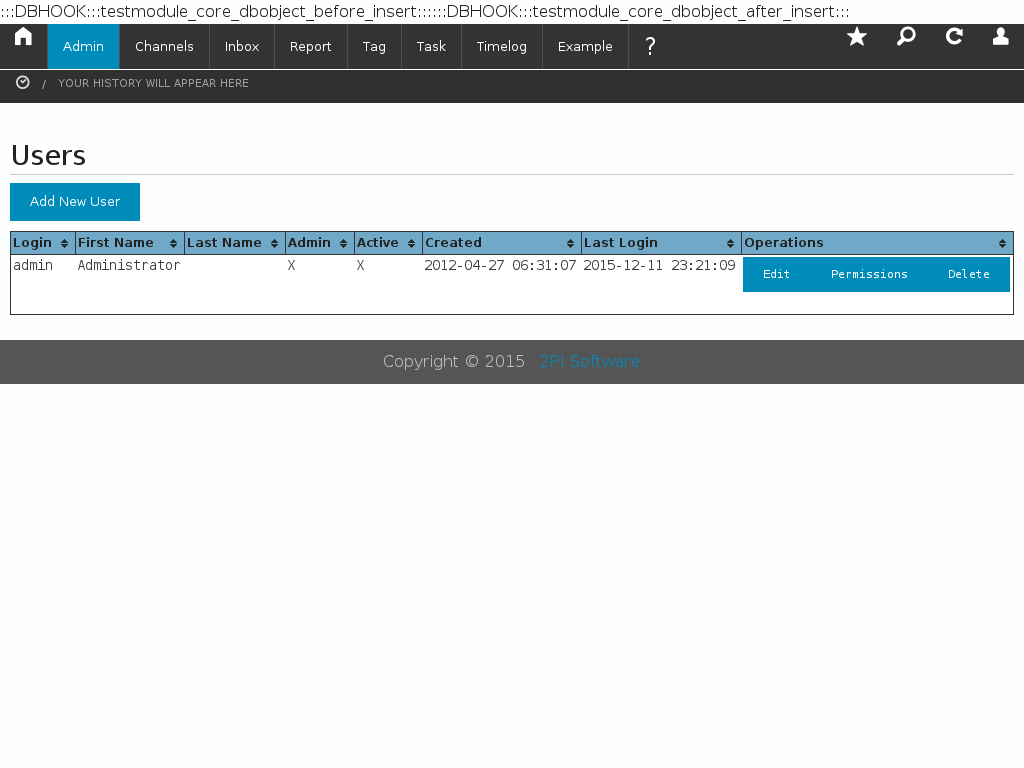 :::DBHOOK:::testmodule_core_dbobject_before_insert::::::DBHOOK:::testmodule_core_dbobject_after_insert:::
Admin Channels Inbox Report Tag Task Timelog Example ?
/ YOUR HISTORY WILL APPEAR HERE
Users
Add New User
Login First Name Last Name Admin Active Created Last Login Operations
admin Administrator X X 2012-04-27 06:31:07 2015-12-11 23:21:09 Edit Permissions Delete
Copyright © 2015 2PI Software